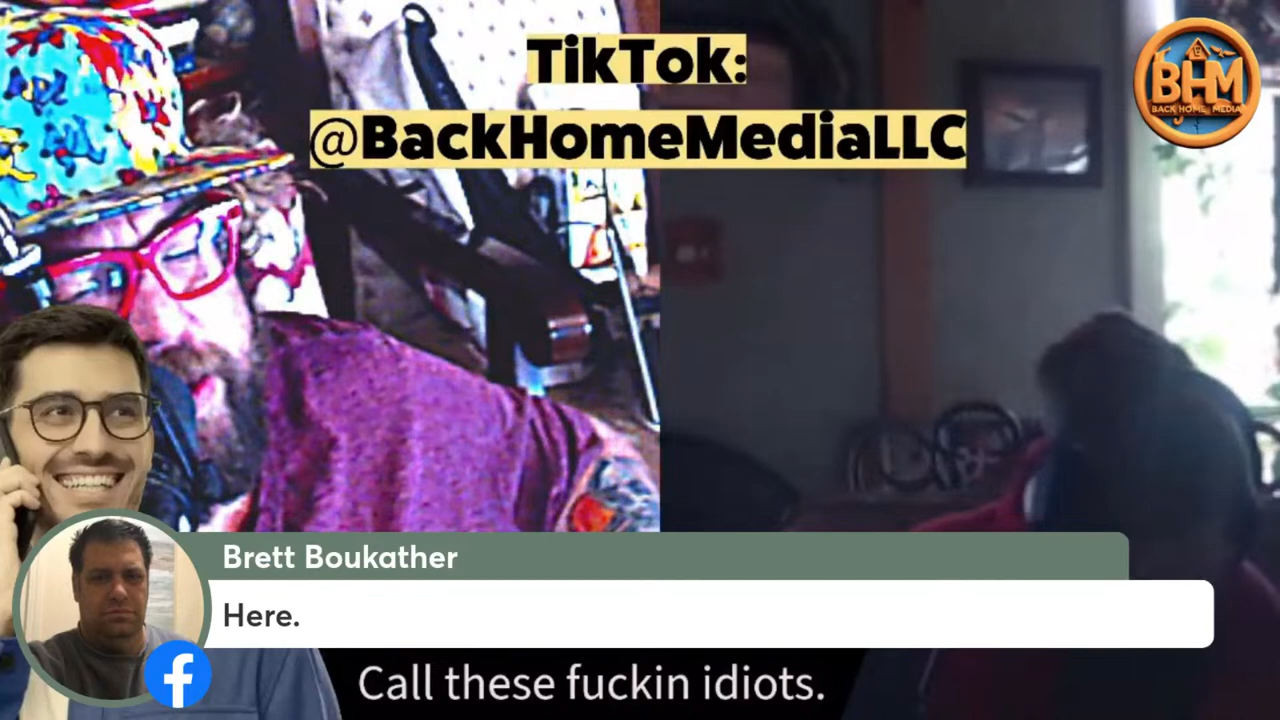 TikTok:
@BackHomeMediaLLC
BHM
BACK HOME MEDIA
Brett Boukather
Here.
Call these fuckin idiots.